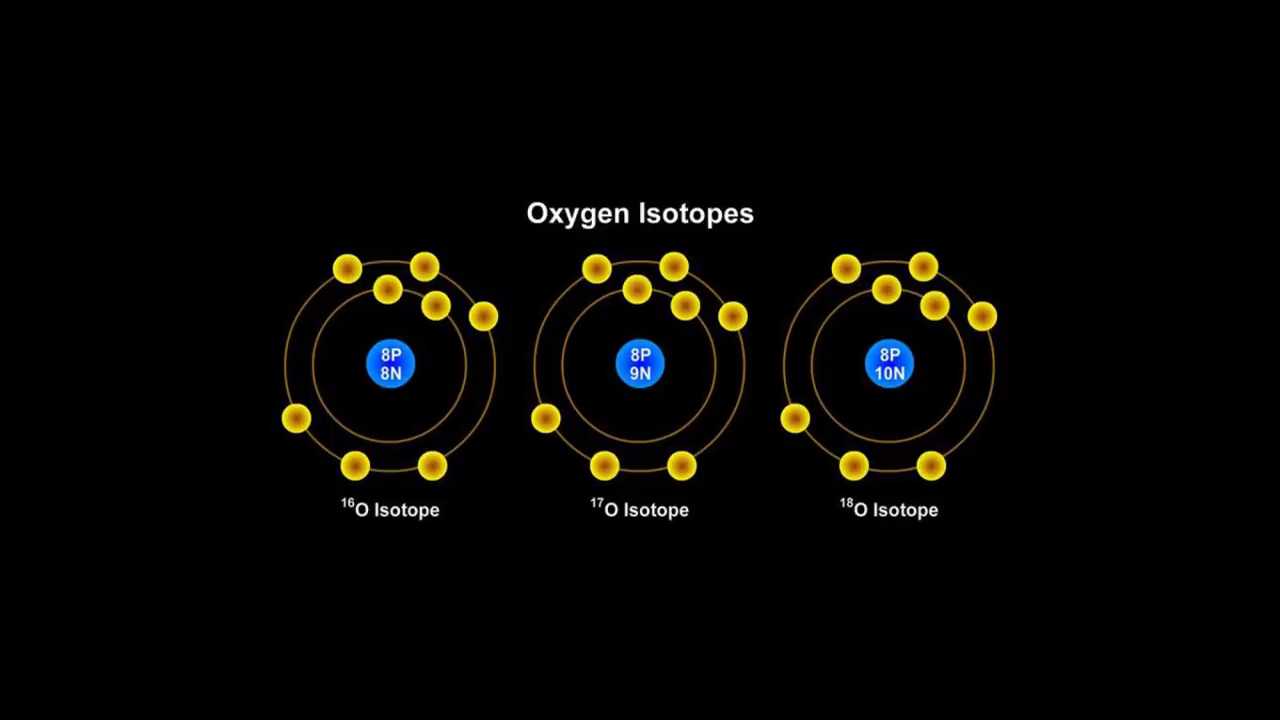 Oxygen Isotopes
8P
8N
8P
9N
8P
10N
¹⁶O Isotope
¹⁷O Isotope
¹⁸O Isotope